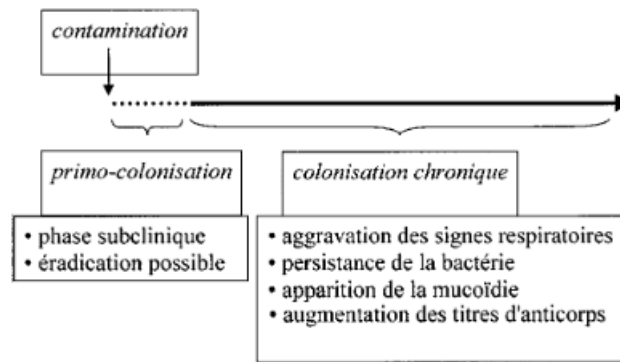 contamination
primo-colonisation
• phase subclinique
• éradication possible
colonisation chronique
• aggravation des signes respiratoires
• persistance de la bactérie
• apparition de la mucoïdie
• augmentation des titres d'anticorps